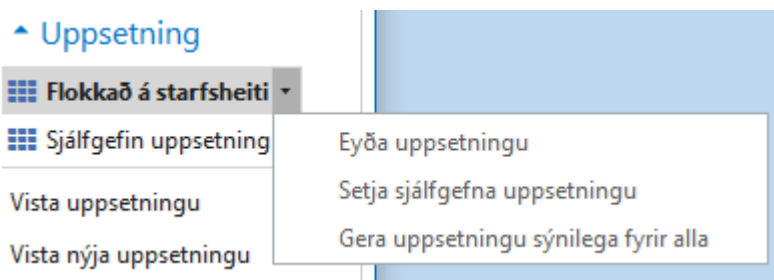 Uppsetning
Flokkað á starfsheiti
Sjálfgefin uppsetning
Eyða uppsetningu
Setja sjálfgefna uppsetningu
Gera uppsetningu sýnilega fyrir alla
Vista uppsetningu
Vista nýja uppsetningu